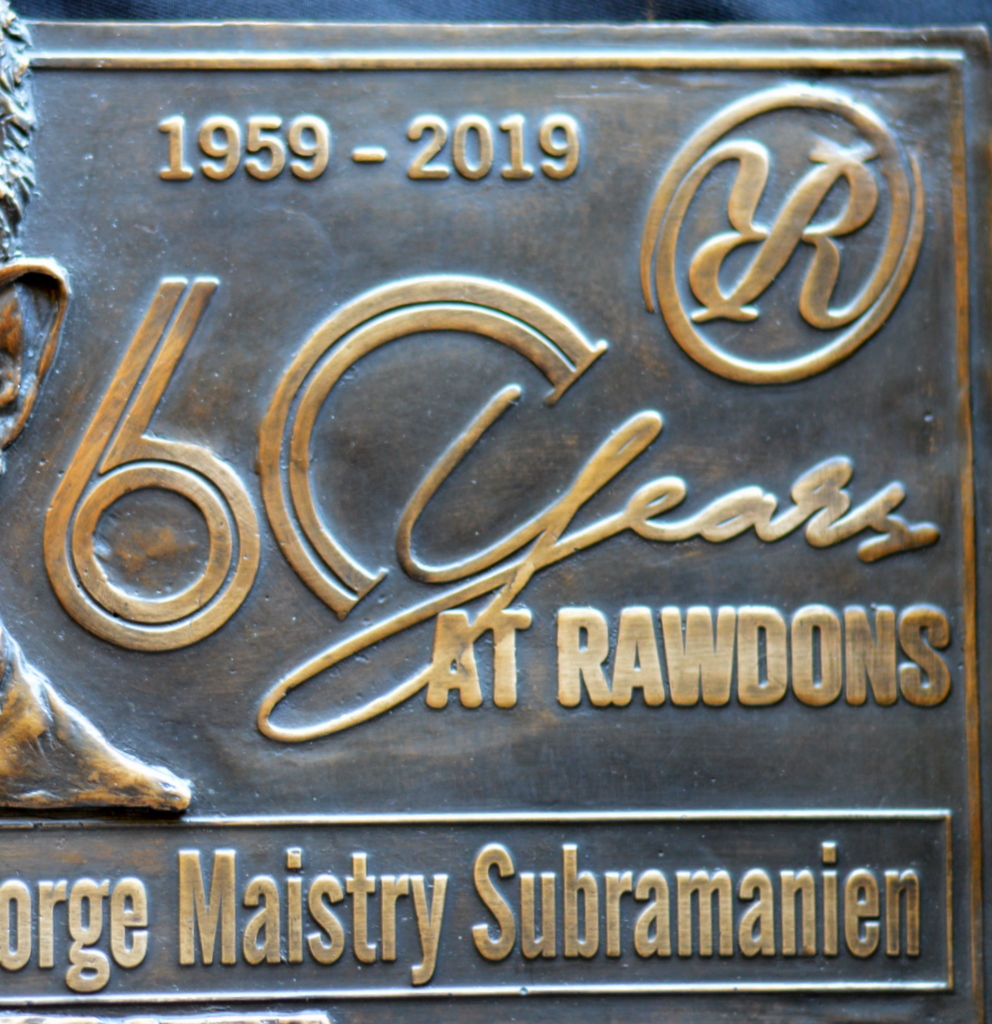 1959 - 2019
R
60 years
AT RAWDONS
orge Maistry Subramanien